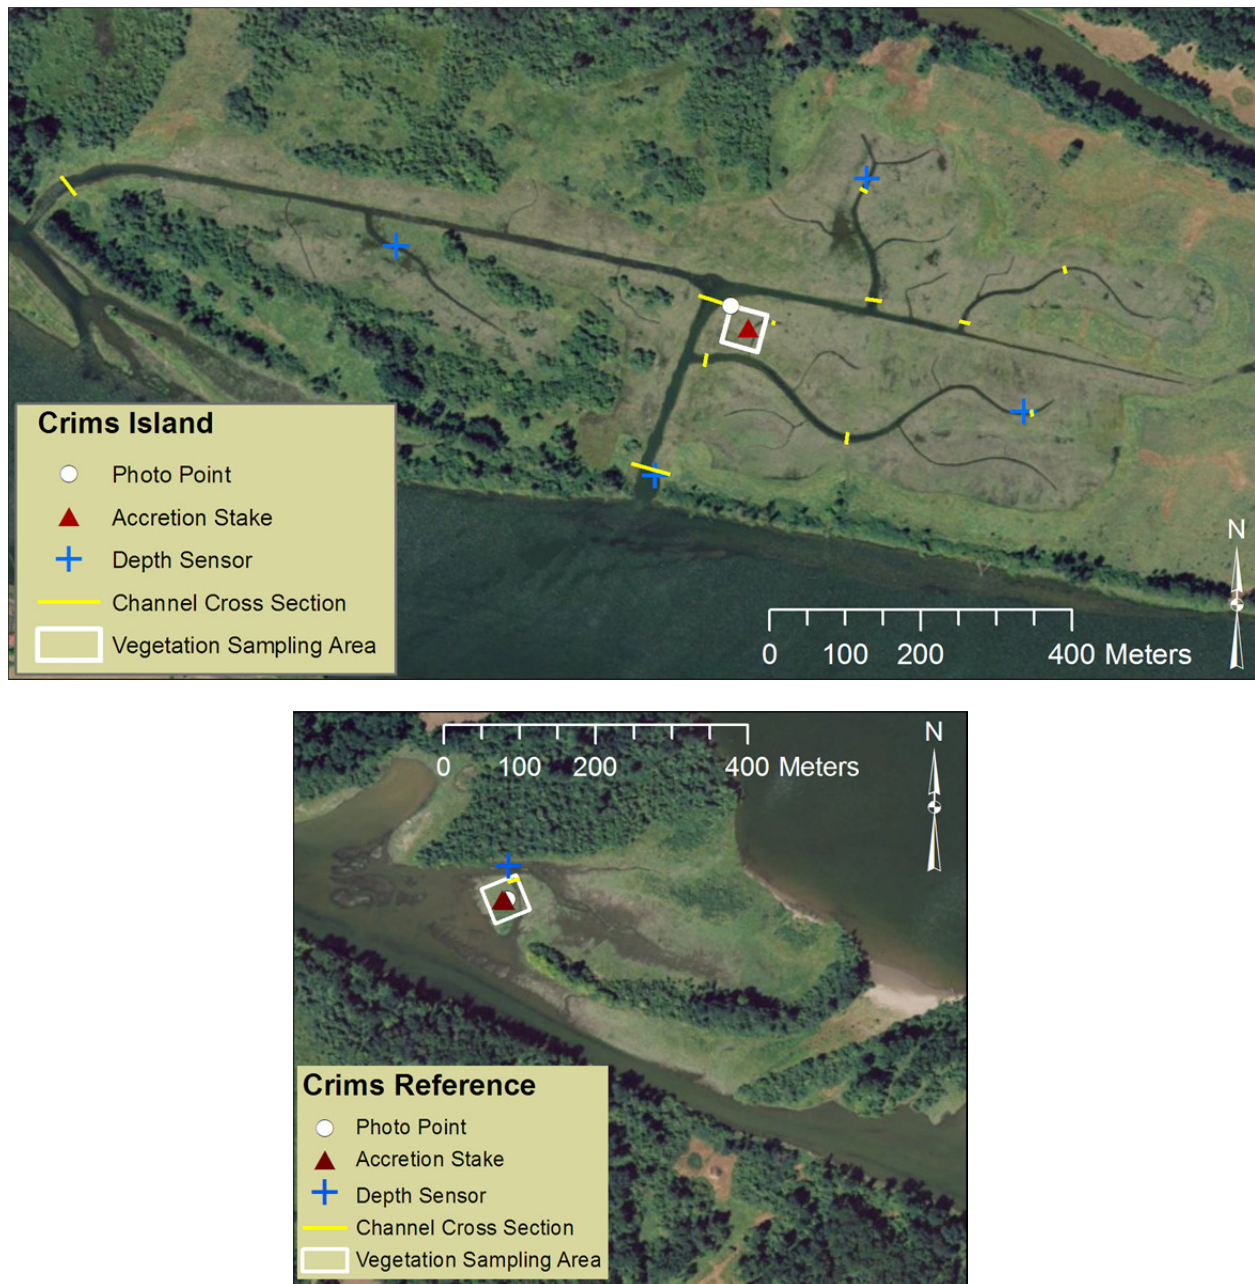 Crims Island
Photo Point
Accretion Stake
Depth Sensor
Channel Cross Section
Vegetation Sampling Area
N
0 100 200 400 Meters
0 100 200 400 Meters
N
Crims Reference
Photo Point
Accretion Stake
Depth Sensor
Channel Cross Section
Vegetation Sampling Area